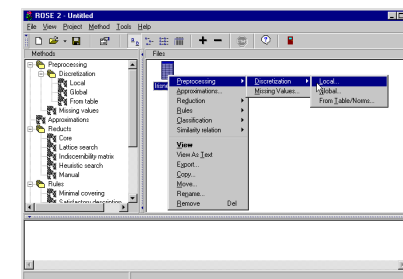 ROSE 2 - Untitled
File View Project Method Tools Help
Methods
Files
Preprocessing
Discretization
Local
Global
From table
Missing values
Approximations
Reducts
Core
Lattice search
Indiscernibility matrix
Heuristic search
Manual
Rules
Minimal covering
Satisfactory description
Preprocessing
Approximations...
Reduction
Rules
Classification
Similarity relation
View
View As Text
Export...
Copy...
Move...
Rename...
Remove Del
Discretization
Missing Values...
Local...
Global...
From Table/Norms...